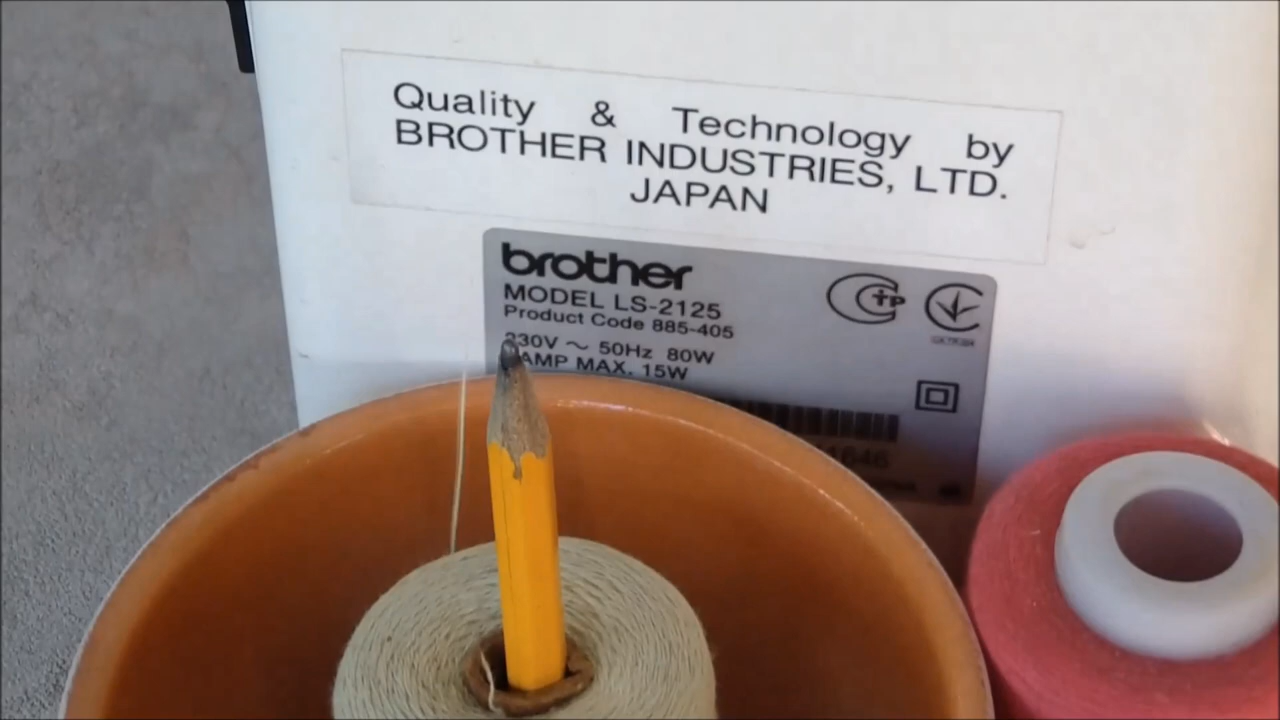 Quality & Technology by
BROTHER INDUSTRIES, LTD.
JAPAN
brother
MODEL LS-2125
Product Code 885-405
230V ~ 50Hz 80W
AMP MAX. 15W